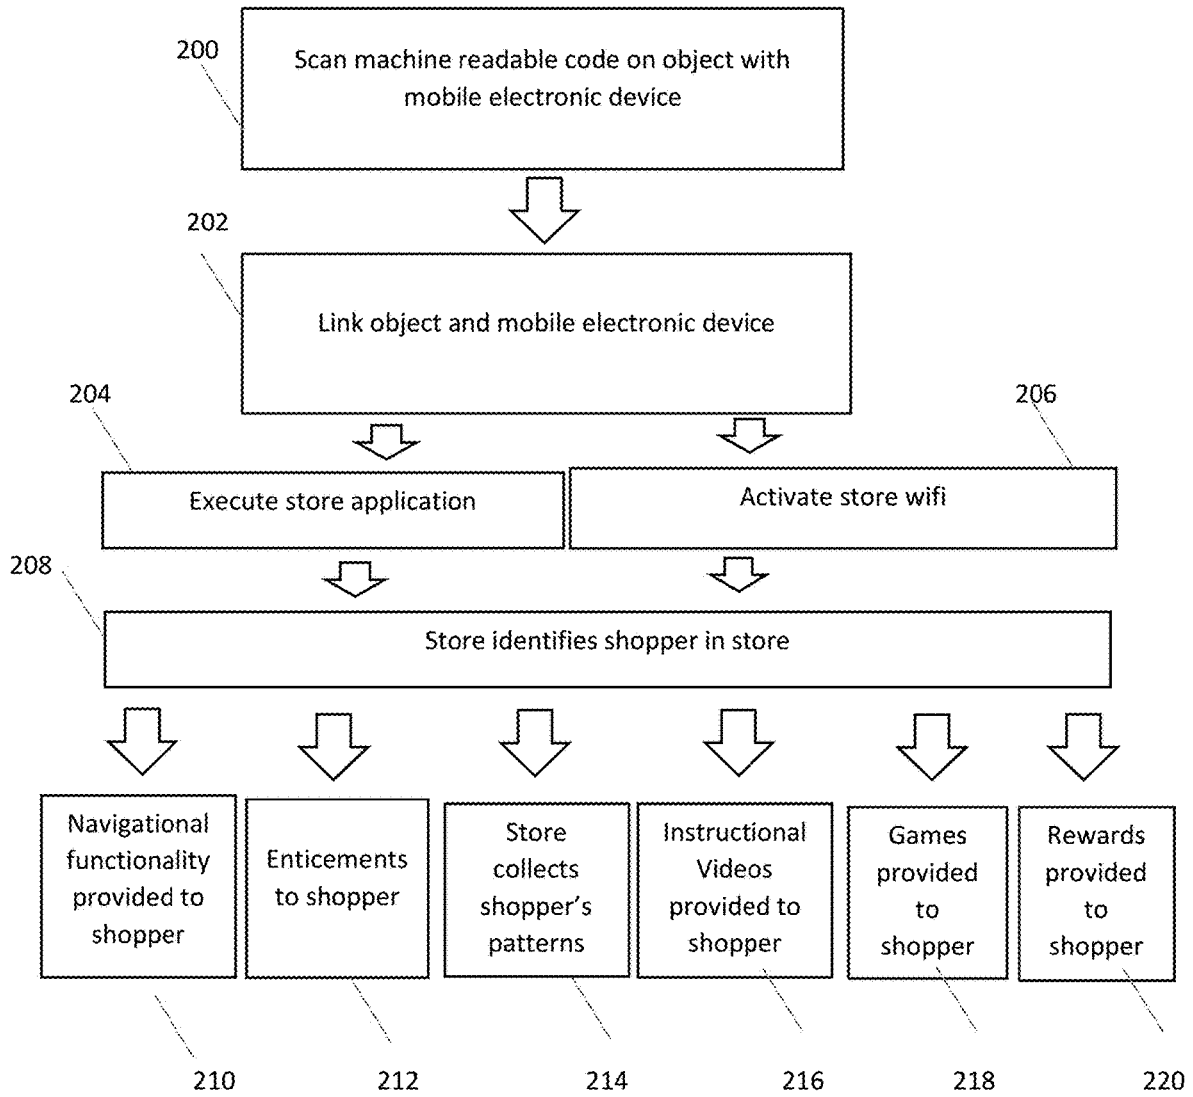 200
Scan machine readable code on object with
mobile electronic device
202
Link object and mobile electronic device
204
206
Execute store application
Activate store wifi
208
Store identifies shopper in store
Navigational
functionality
provided to
shopper
Enticements
to shopper
Store
collects
shopper's
patterns
Instructional
Videos
provided to
shopper
Games
provided
to
shopper
Rewards
provided
to
shopper
210
212
214
216
218
220